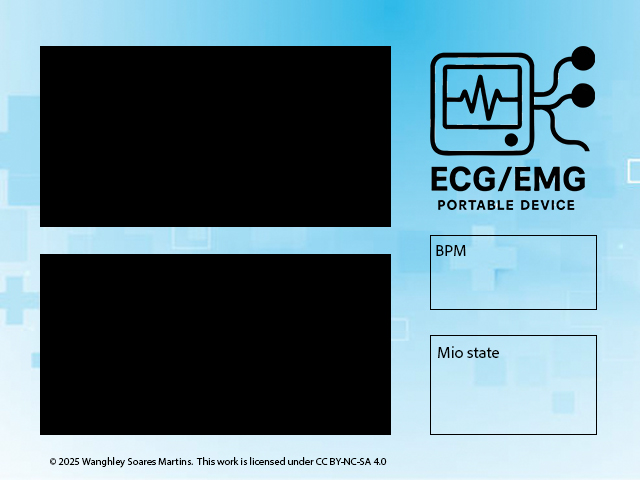 ECG/EMG
PORTABLE DEVICE
BPM
Mio state
© 2025 Wanghley Soares Martins. This work is licensed under CC BY-NC-SA 4.0